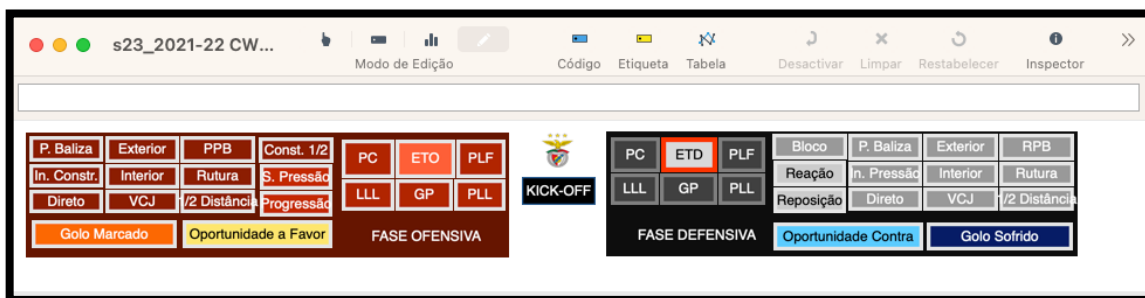 s23_2021-22 CW...
Modo de Edição
Código Etiqueta Tabela
Desactivar Limpar Restabelecer Inspector
P. Baliza Exterior PPB Const. 1/2
In. Constr. Interior Rutura S. Pressão
Direto VCJ 1/2 Distância Progressão
Golo Marcado Oportunidade a Favor
PC ETO PLF
LLL GP PLL
FASE OFENSIVA
KICK-OFF
PC ETD PLF
LLL GP PLL
FASE DEFENSIVA
Bloco P. Baliza Exterior RPB
Reação In. Pressão Interior Rutura
Reposição Direto VCJ 1/2 Distância
Oportunidade Contra Golo Sofrido